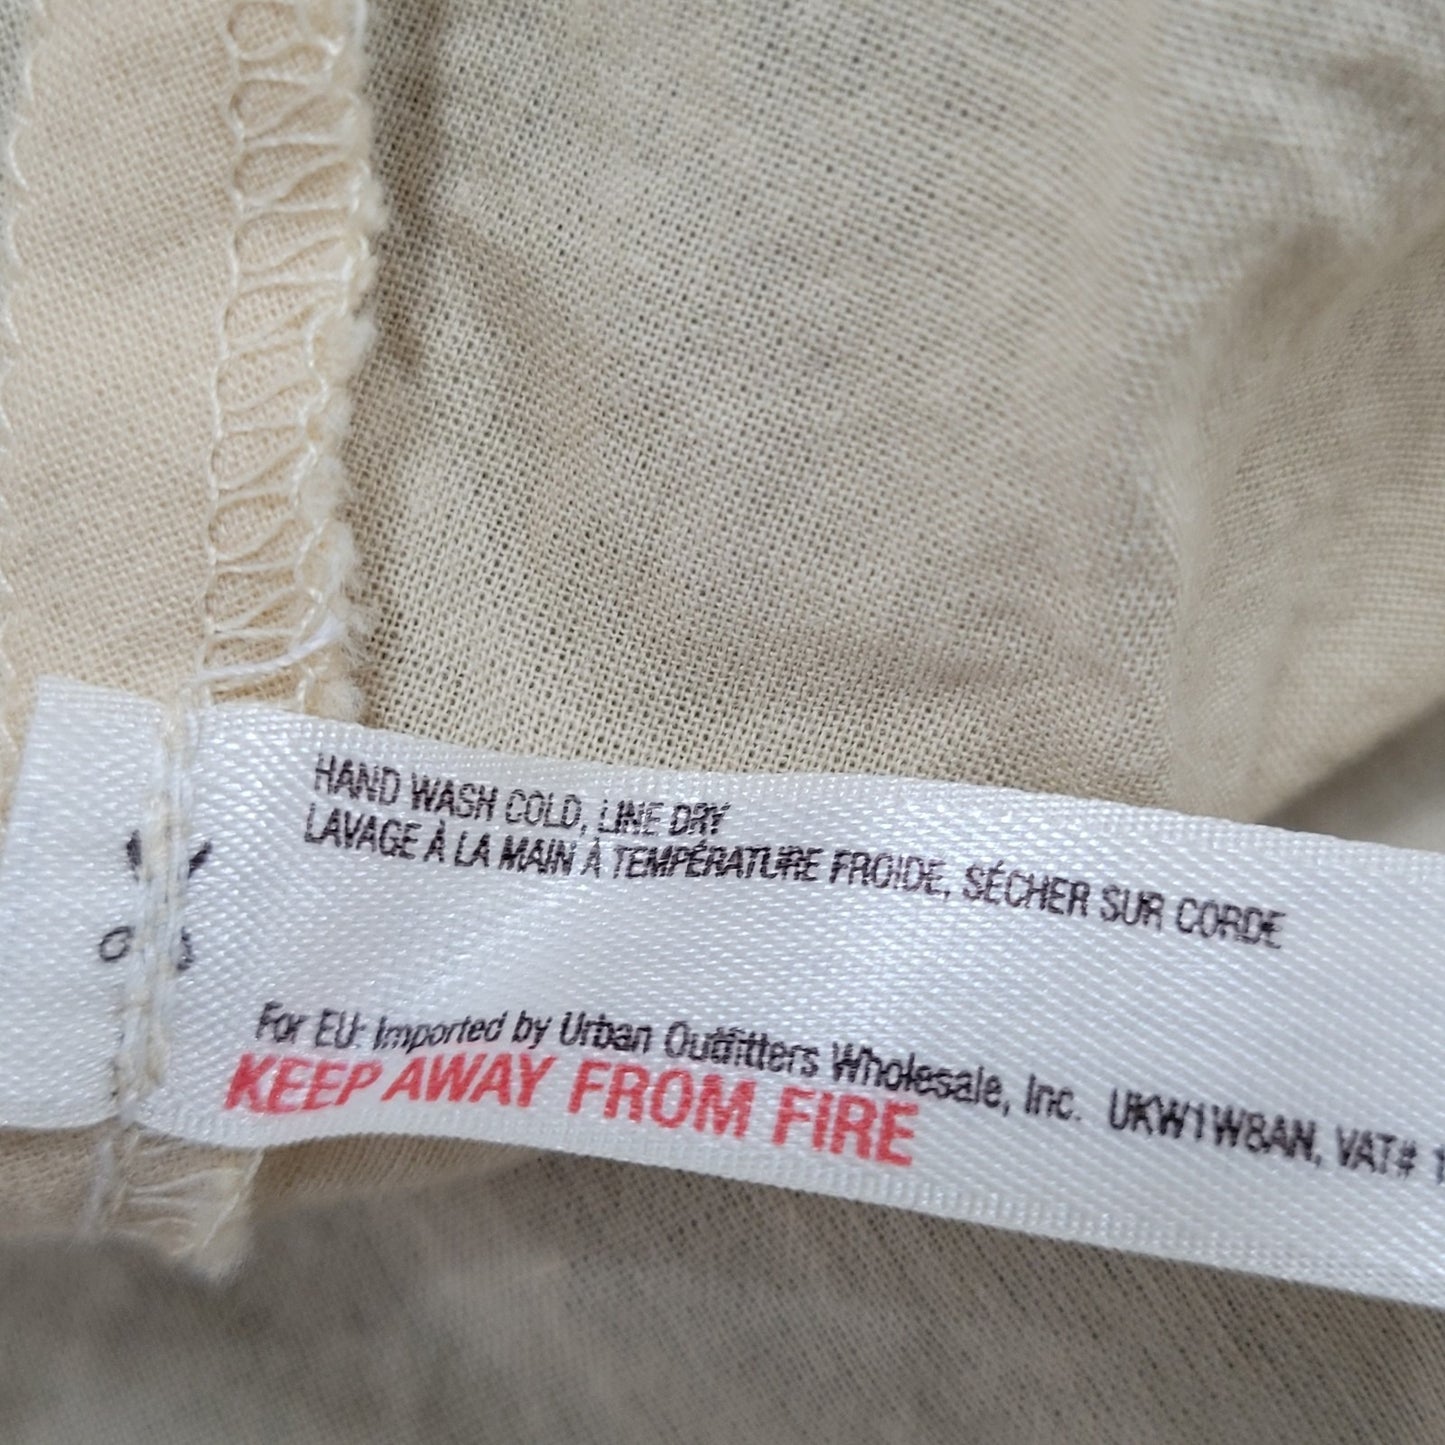 HAND WASH COLD, LINE DRY
LAVAGE À LA MAIN À TEMPÉRATURE FROIDE, SÉCHER SUR CORDE
For EU: Imported by Urban Outfitters Wholesale, Inc. UKW1W8AN, VAT# 1
KEEP AWAY FROM FIRE